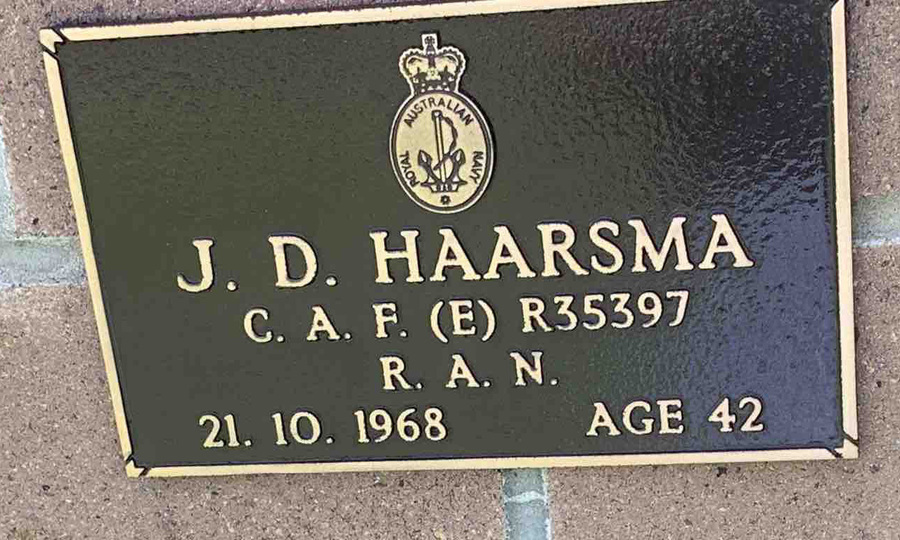 AUSTRALIAN
ROYAL NAVY
J. D. HAARSMA
C. A. F. (E) R35397
R. A. N.
21. 10. 1968 AGE 42